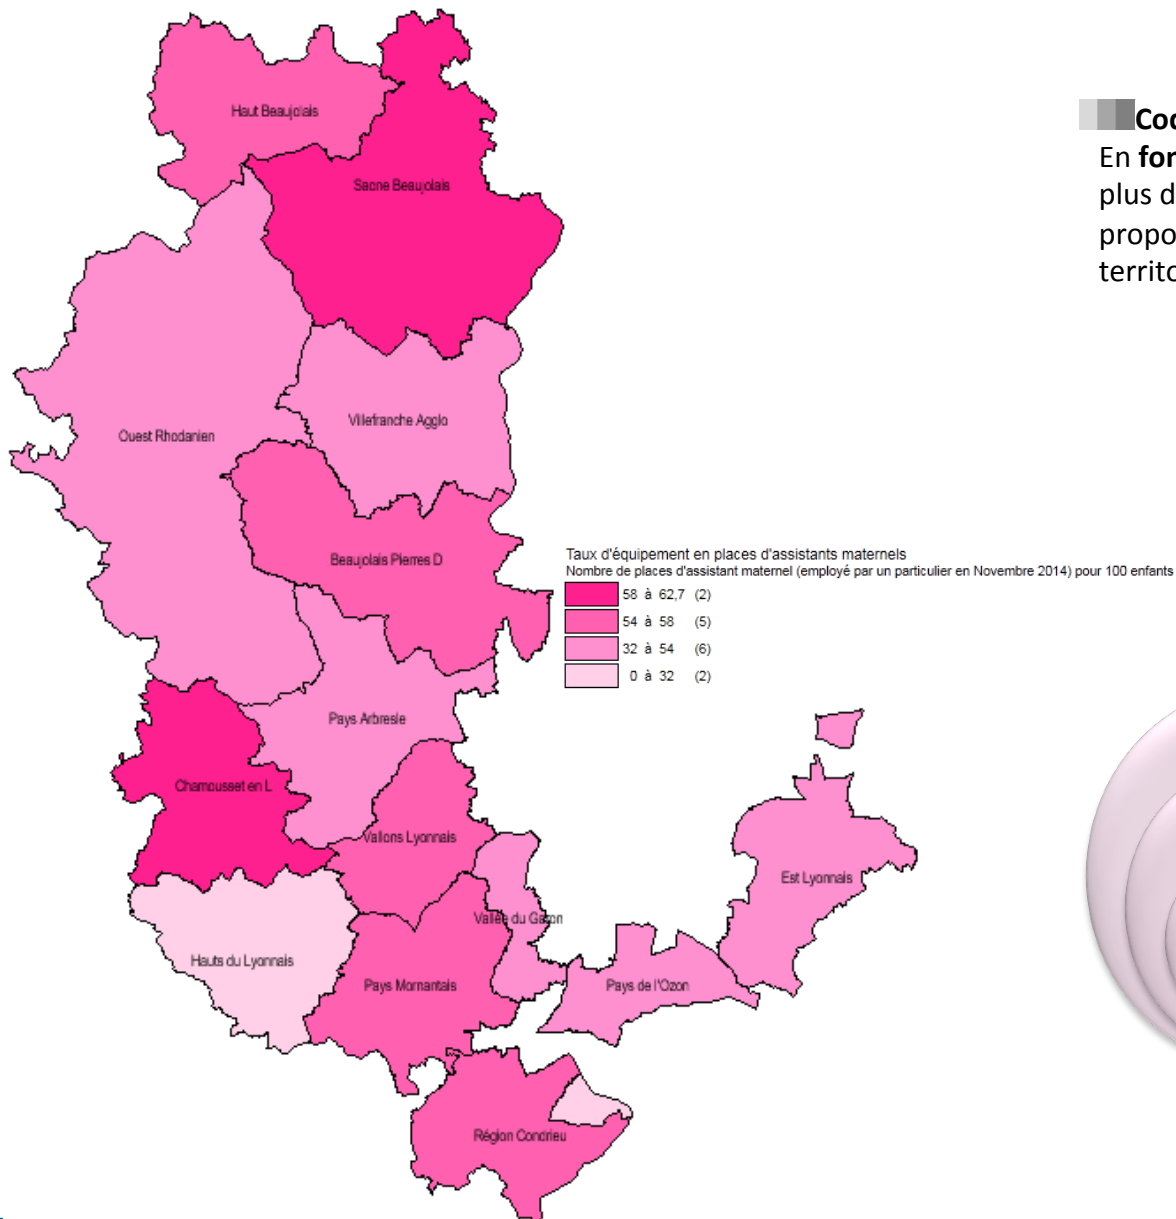 Haut Beaujolais
Saone Beaujolais
Ouest Rhodanien
Villefranche Agglo
Beaujolais Pierres D
Pays Arbresle
Chamousset en L
Vallons Lyonnais
Hauts du Lyonnais
Pays Mornantais
Vallée du Garon
Pays de l'Ozon
Est Lyonnais
Région Condrieu
Taux d'équipement en places d'assistants maternels
Nombre de places d'assistant maternel (employé par un particulier en Novembre 2014) pour 100 enfants
58 à 62,7 (2)
54 à 58 (5)
32 à 54 (6)
0 à 32 (2)
En
plus d